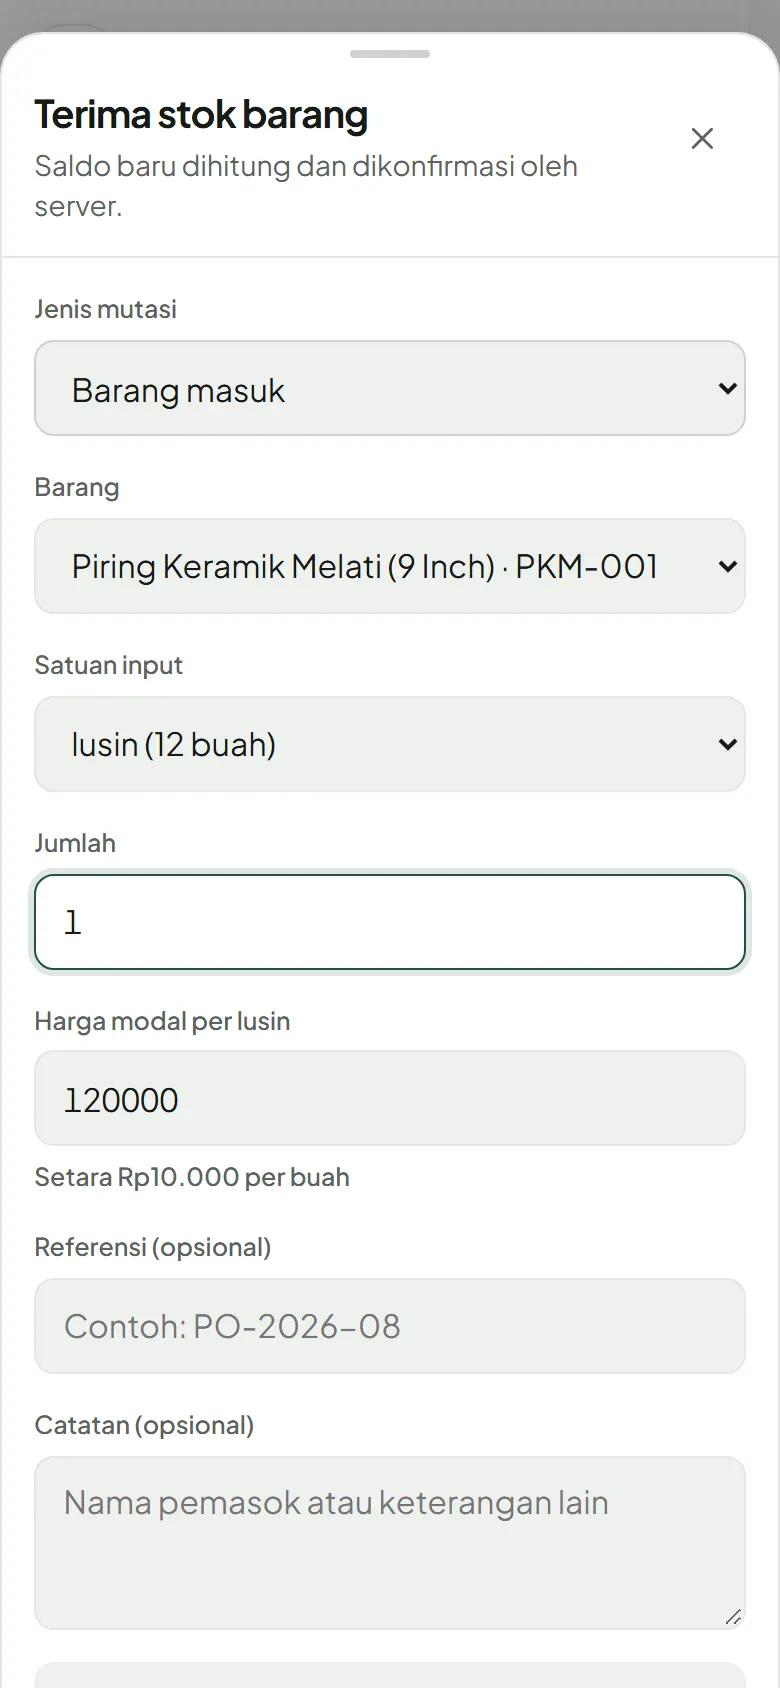 Terima stok barang
Saldo baru dihitung dan dikonfirmasi oleh
server.
Jenis mutasi
Barang masuk
Barang
Piring Keramik Melati (9 Inch) · PKM-001
Satuan input
lusin (12 buah)
Jumlah
1
Harga modal per lusin
120000
Setara Rp10.000 per buah
Referensi (opsional)
Contoh: PO-2026-08
Catatan (opsional)
Nama pemasok atau keterangan lain